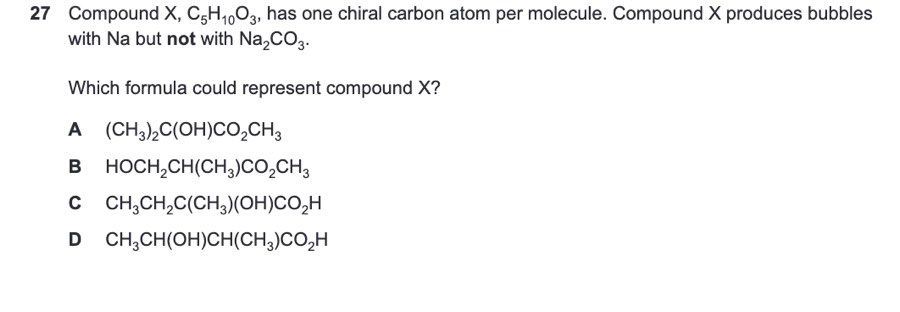 27 Compound X, C₅H₁₀O₃, has one chiral carbon atom per molecule. Compound X produces bubbles
with Na but not with Na₂CO₃.
Which formula could represent compound X?
A (CH₃)₂C(OH)CO₂CH₃
B HOCH₂CH(CH₃)CO₂CH₃
C CH₃CH₂C(CH₃)(OH)CO₂H
D CH₃CH(OH)CH(CH₃)CO₂H